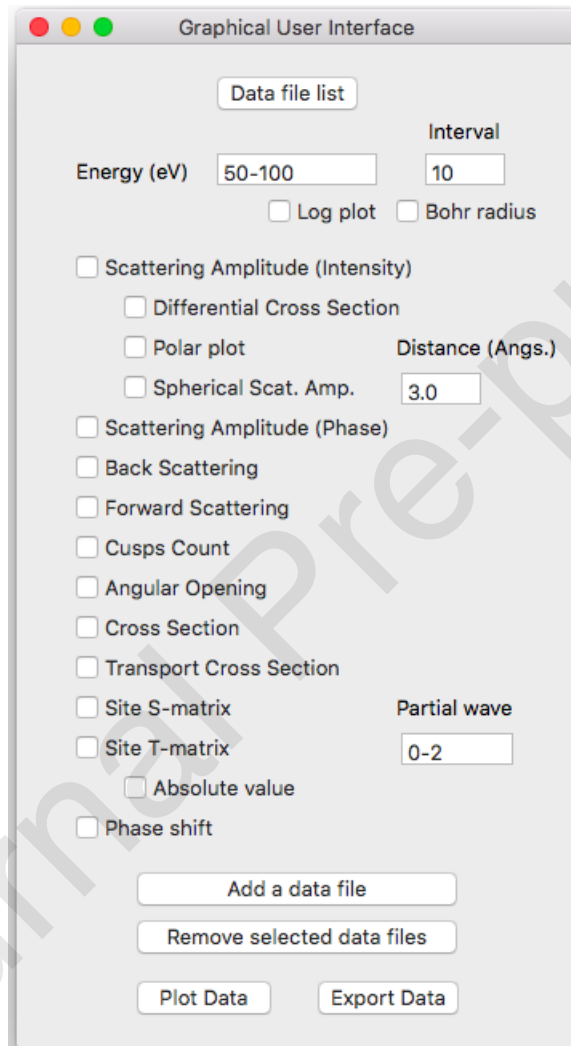 Graphical User Interface
Data file list
Interval
Energy (eV) 50-100 10
Log plot Bohr radius
Scattering Amplitude (Intensity)
Differential Cross Section
Polar plot Distance (Angs.)
Spherical Scat. Amp. 3.0
Scattering Amplitude (Phase)
Back Scattering
Forward Scattering
Cusps Count
Angular Opening
Cross Section
Transport Cross Section
Site S-matrix Partial wave
Site T-matrix 0-2
Absolute value
Phase shift
Add a data file
Remove selected data files
Plot Data Export Data
rnal Pre-p